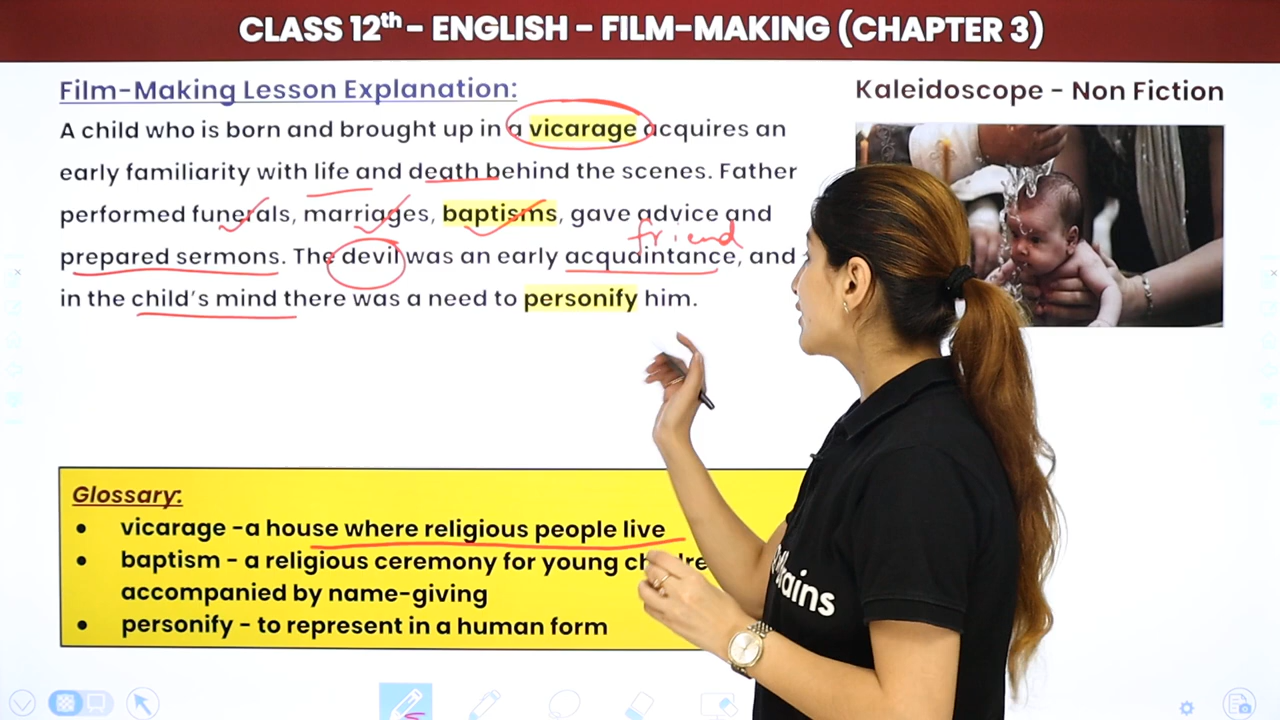 CLASS 12th - ENGLISH - FILM-MAKING (CHAPTER 3)
Film-Making Lesson Explanation:
Kaleidoscope - Non Fiction
A child who is born and brought up in a vicarage acquires an
early familiarity with life and death behind the scenes. Father
performed funerals, marriages, baptisms, gave advice and
friend
prepared sermons. The devil was an early acquaintance, and
in the child's mind there was a need to personify him.
Glossary:
• vicarage -a house where religious people live
• baptism - a religious ceremony for young
accompanied by name-giving
• personify - to represent in a human form